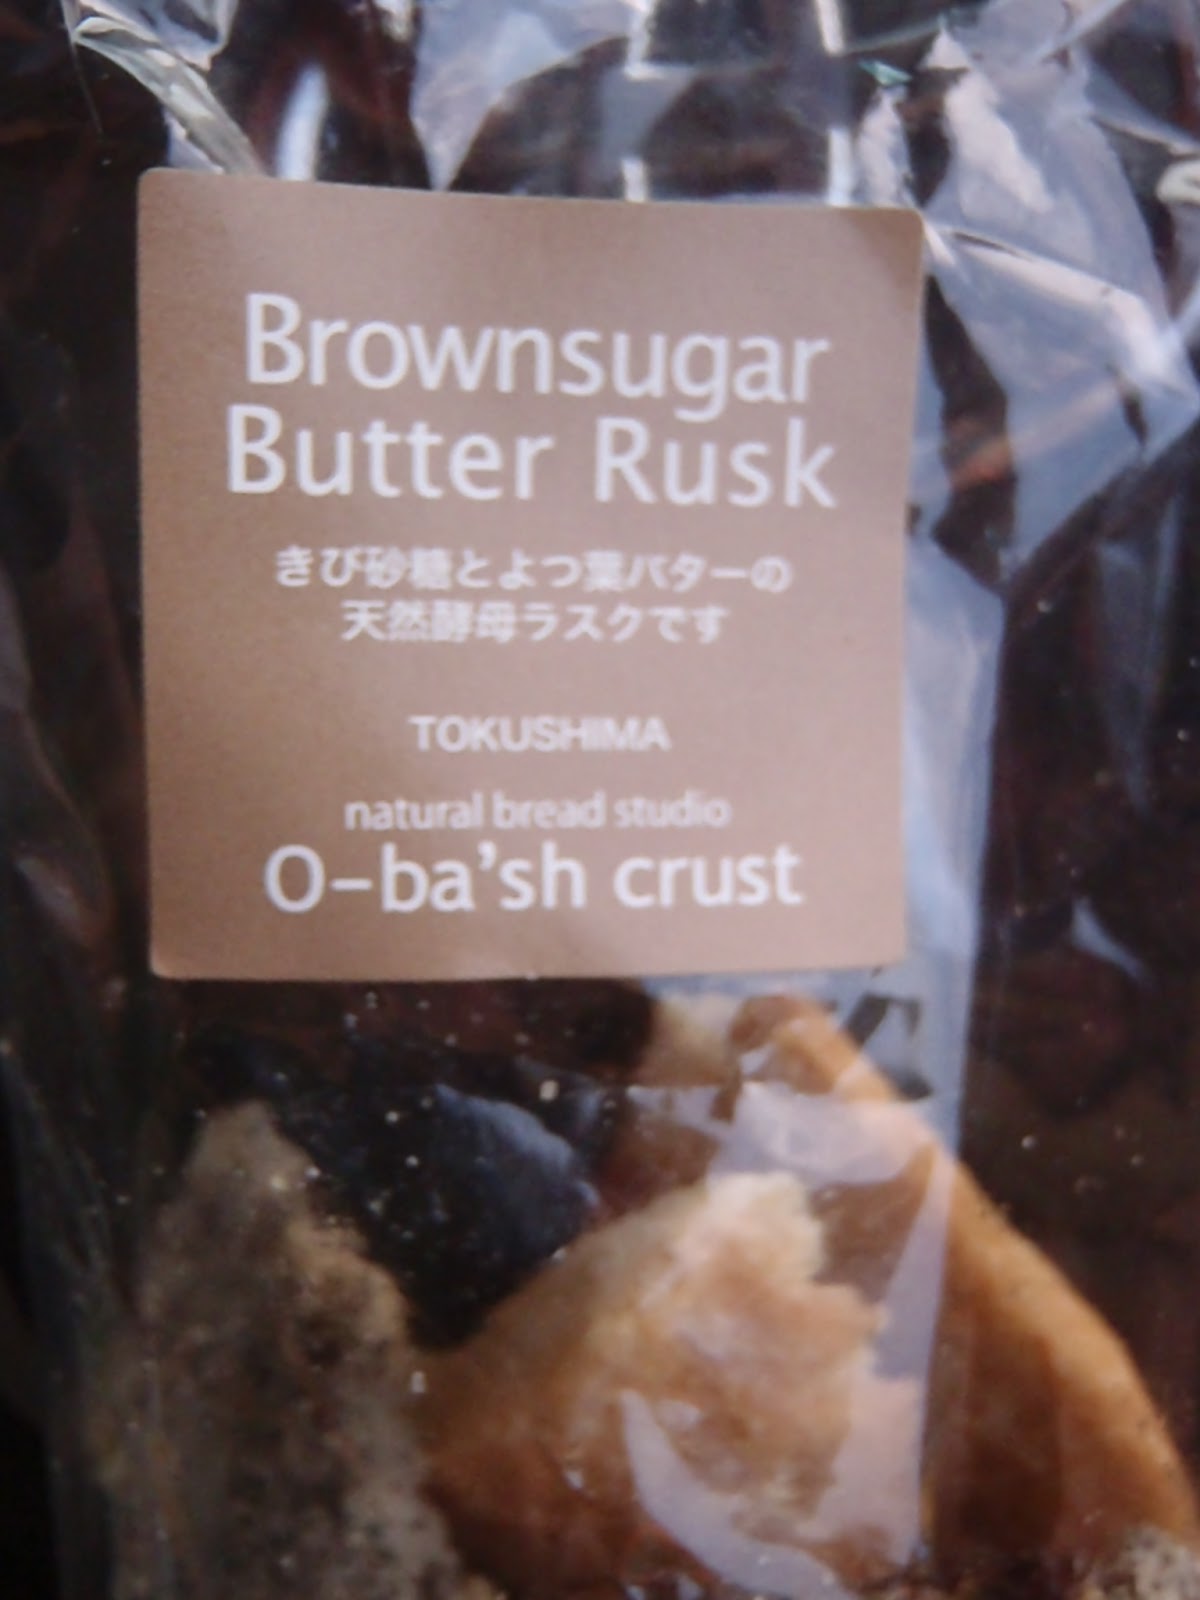 Brownsugar
Butter Rusk
きび砂糖とよつ葉バターの
天然酵母ラスクです
TOKUSHIMA
natural bread studio
O-ba'sh crust